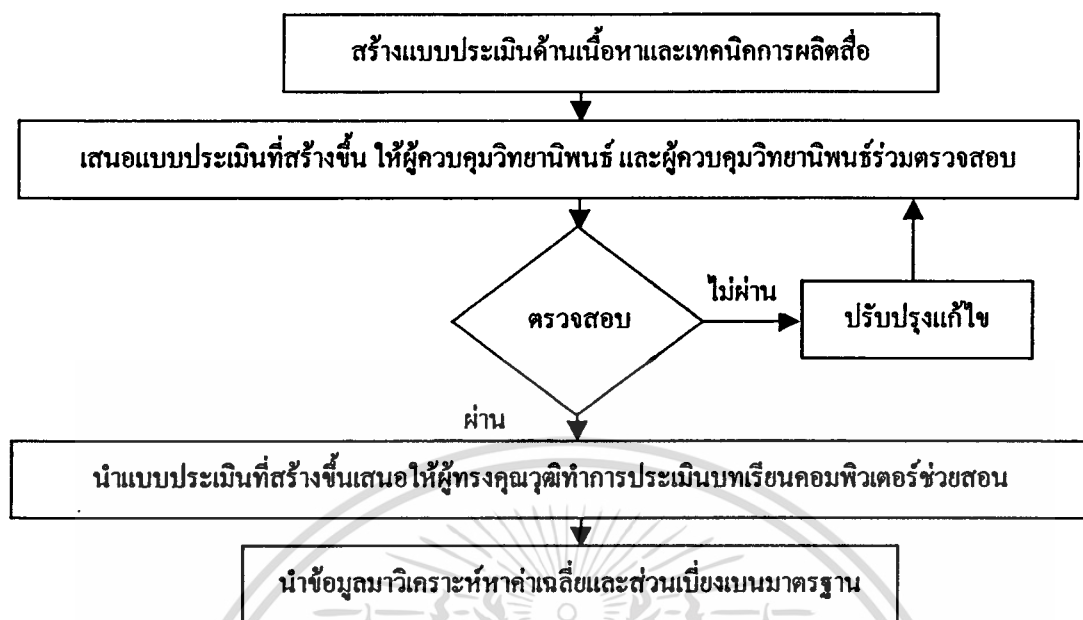 สร้างแบบประเมินด้านเนื้อหาและเทคนิคการผลิตสื่อ
เสนอแบบประเมินที่สร้างขึ้น ให้ผู้ควบคุมวิทยานิพนธ์ และผู้ควบคุมวิทยานิพนธ์ร่วมตรวจสอบ
ตรวจสอบ
ไม่ผ่าน
ปรับปรุงแก้ไข
ผ่าน
นำแบบประเมินที่สร้างขึ้นเสนอให้ผู้ทรงคุณวุฒิทำการประเมินบทเรียนคอมพิวเตอร์ช่วยสอน
นำข้อมูลมาวิเคราะห์หาค่าเฉลี่ยและส่วนเบี่ยงเบนมาตรฐาน